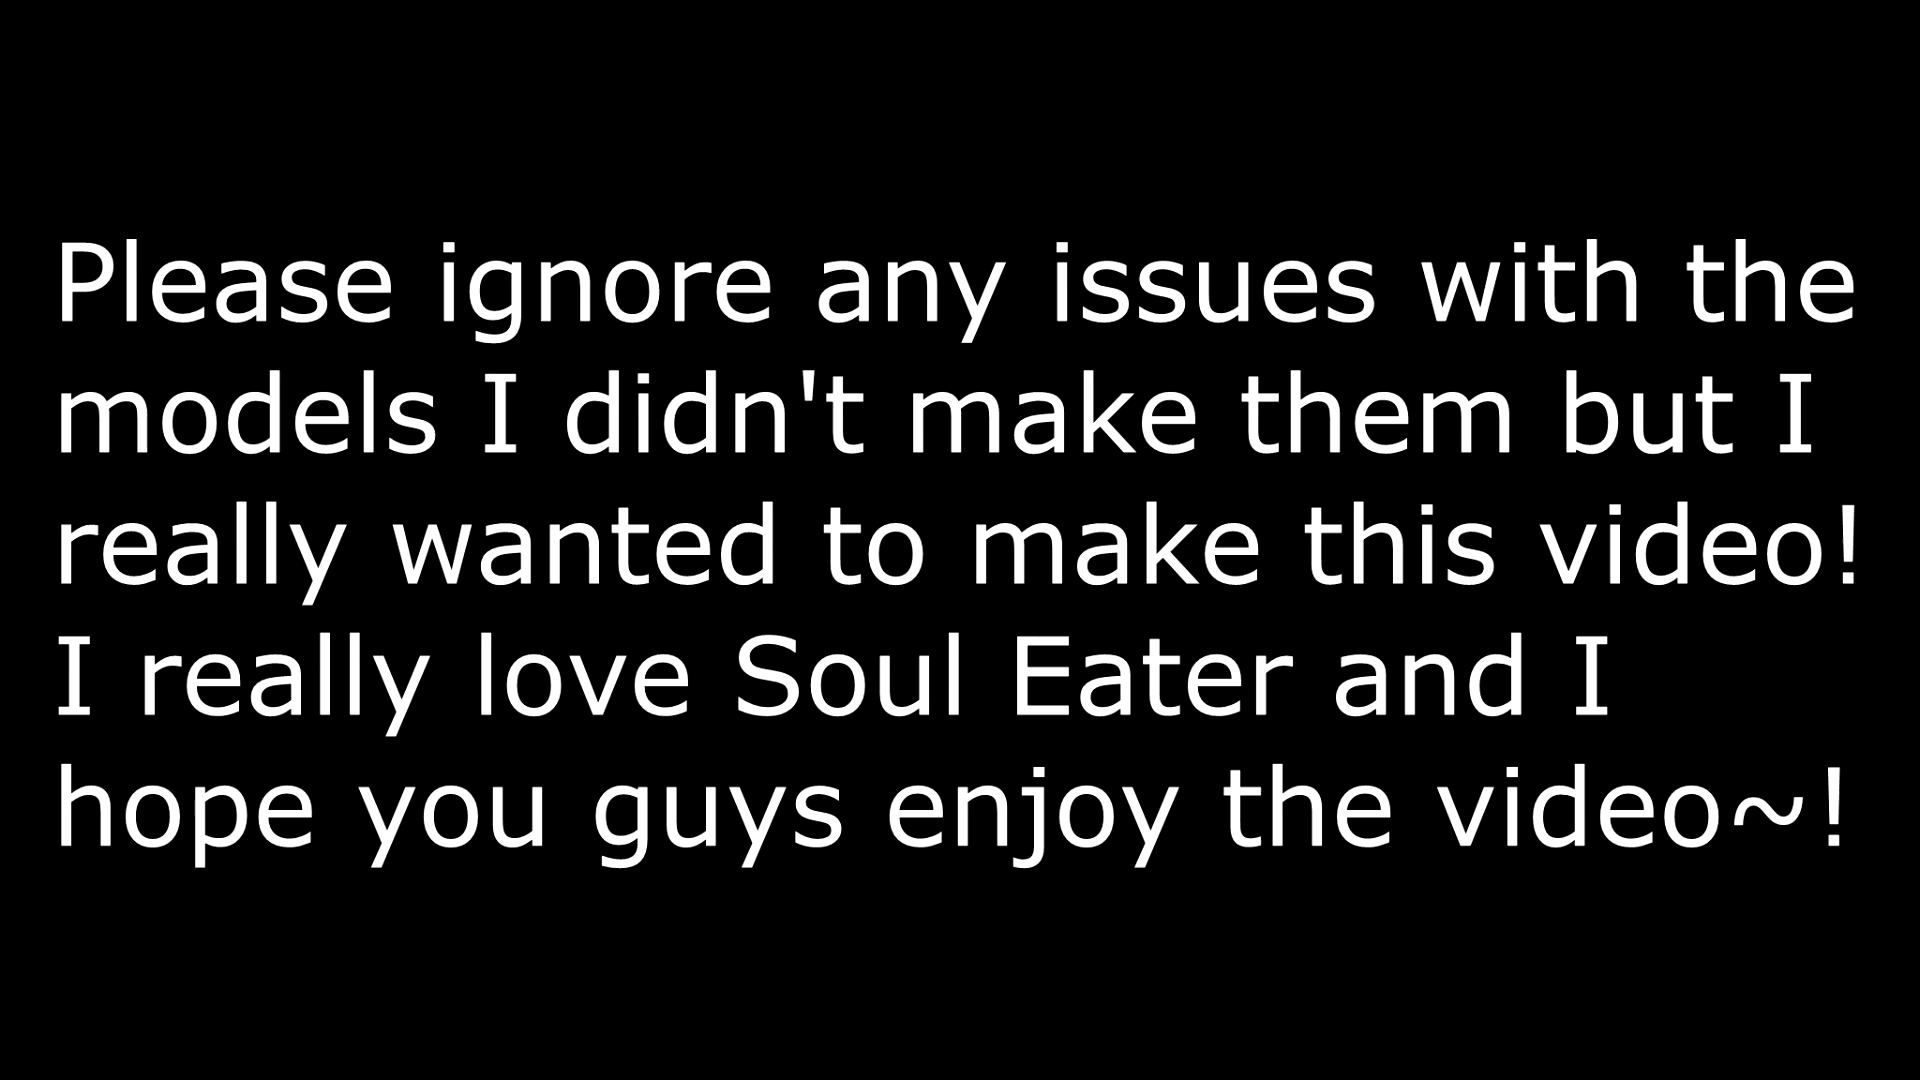 Please ignore any issues with the
models I didn't make them but I
really wanted to make this video!
I really love Soul Eater and I
hope you guys enjoy the video~!